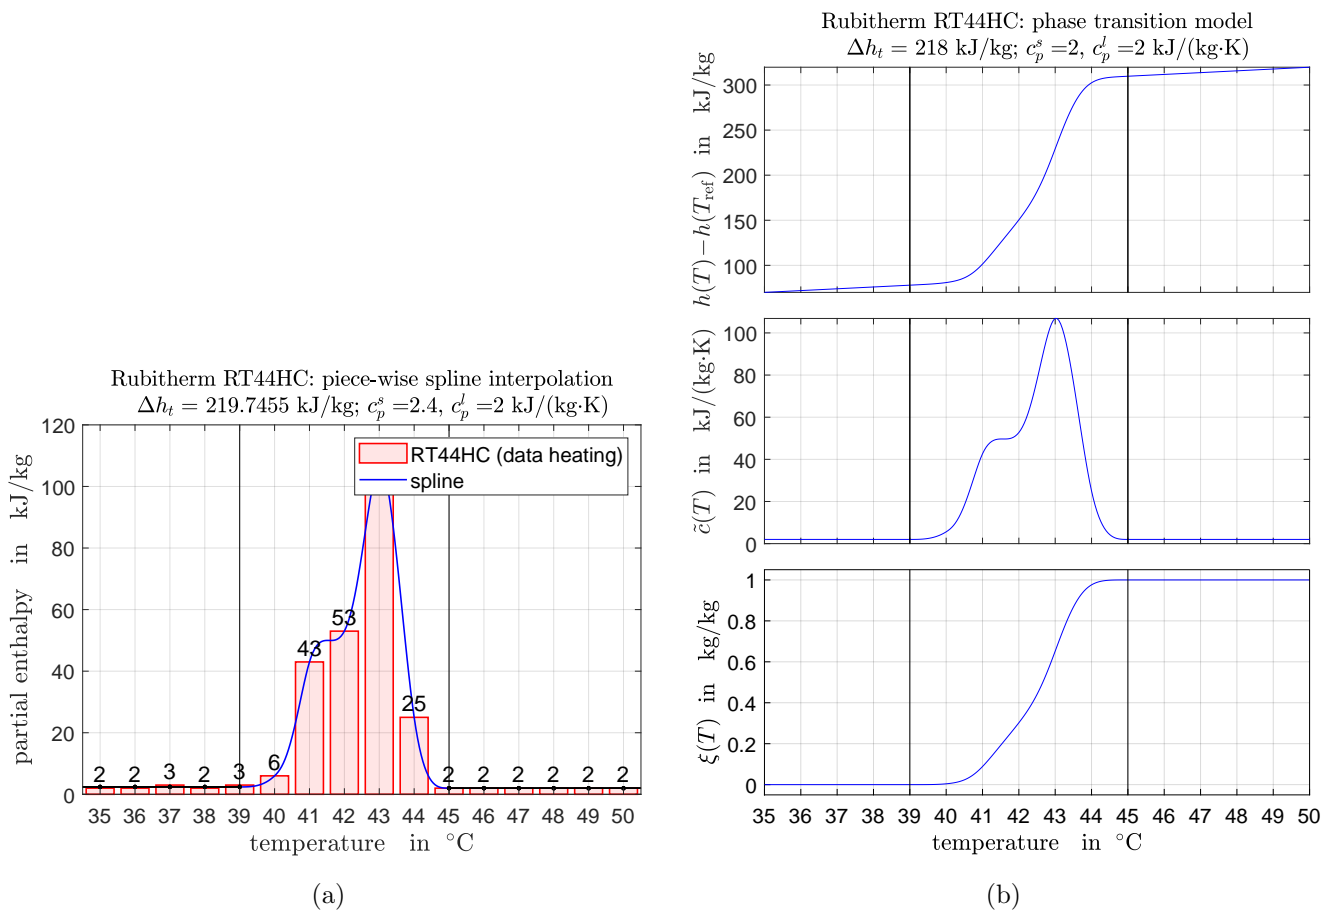 Rubitherm RT44HC: piece-wise spline interpolation
Δh_t = 219.7455 kJ/kg; c_p^s =2.4, c_p^l =2 kJ/(kg·K)
partial enthalpy in kJ/kg
120
100
80
60
40
20
0
RT44HC (data heating)
spline
2 2 3 2 3 6 43 53 25 2 2 2 2 2 2
35 36 37 38 39 40 41 42 43 44 45 46 47 48 49 50
temperature in °C
(a)
Rubitherm RT44HC: phase transition model
Δh_t = 218 kJ/kg; c_p^s =2, c_p^l =2 kJ/(kg·K)
h(T)−h(T_ref) in kJ/kg
300
250
200
150
100
c̃(T) in kJ/(kg·K)
100
80
60
40
20
0
ξ(T) in kg/kg
1
0.8
0.6
0.4
0.2
0
35 36 37 38 39 40 41 42 43 44 45 46 47 48 49 50
temperature in °C
(b)